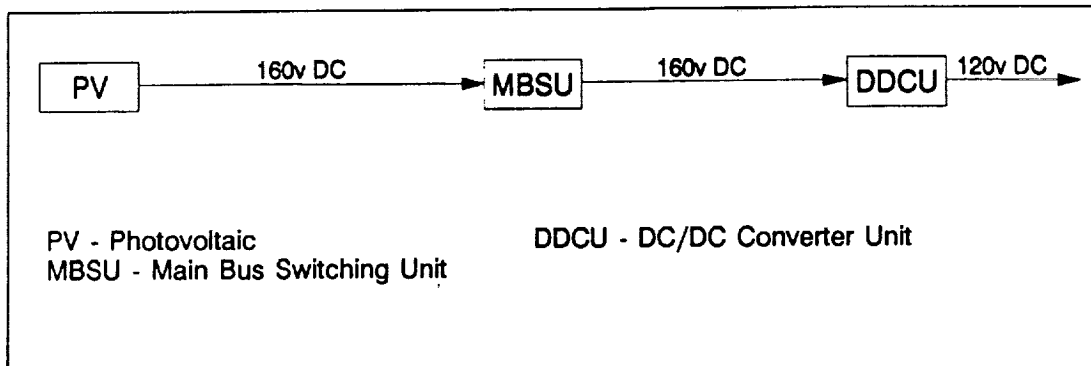 PV 160v DC MBSU 160v DC DDCU 120v DC
PV - Photovoltaic DDCU - DC/DC Converter Unit
MBSU - Main Bus Switching Unit